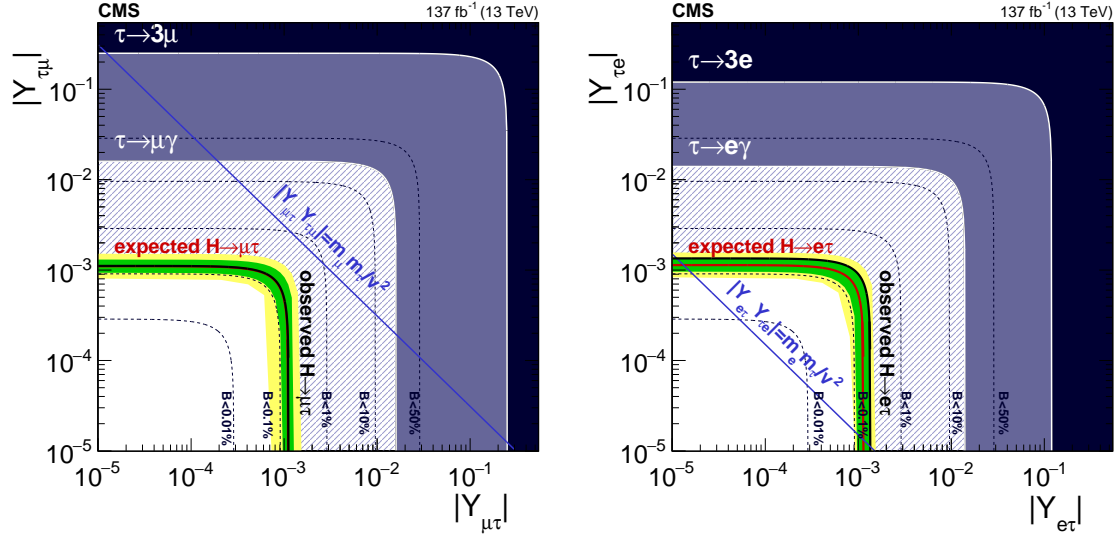 CMS
137 fb⁻¹ (13 TeV)
τ→3μ
τ→μγ
|Y_μτ Y_τμ|=m_μ m_τ/v²
expected H→μτ
observed H→μτ
B<0.01%
B<0.1%
B<1%
B<10%
B<50%
|Y_τμ|
10⁻¹
10⁻²
10⁻³
10⁻⁴
10⁻⁵
10⁻⁵
10⁻⁴
10⁻³
10⁻²
10⁻¹
|Y_μτ|
CMS
137 fb⁻¹ (13 TeV)
τ→3e
τ→eγ
expected H→eτ
observed H→eτ
|Y_eτ Y_τe|=m_e m_τ/v²
B<0.01%
B<0.1%
B<1%
B<10%
B<50%
|Y_τe|
10⁻¹
10⁻²
10⁻³
10⁻⁴
10⁻⁵
10⁻⁵
10⁻⁴
10⁻³
10⁻²
10⁻¹
|Y_eτ|